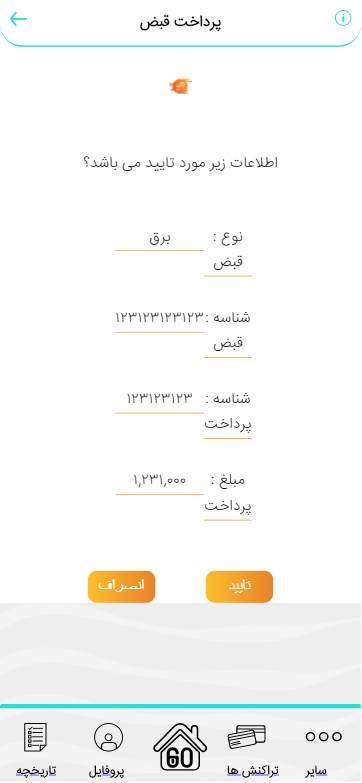 پرداخت قبض
اطلاعات زیر مورد تایید می باشد؟
نوع : برق
قبض
شناسه : ۱۲۳۱۲۳۱۲۳۱۲۳
قبض
شناسه : ۱۲۳۱۲۳۱۲۳
پرداخت
مبلغ : ۱,۲۳۱,۰۰۰
پرداخت
تایید انصراف
GO
سایر تراکنش ها پروفایل تاریخچه